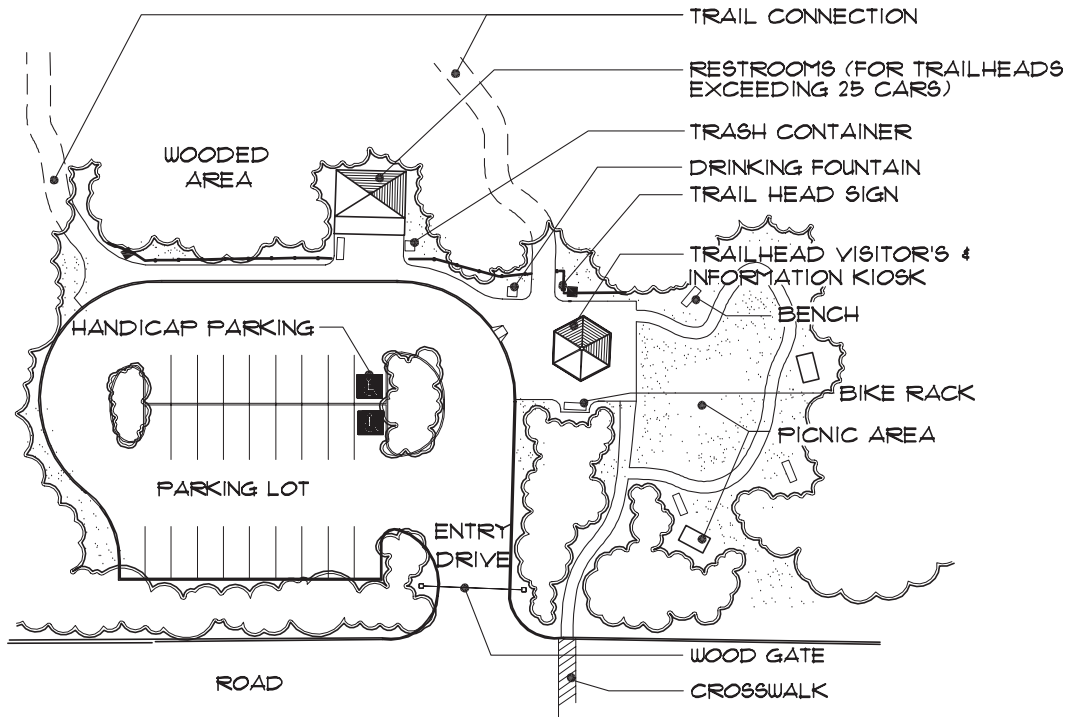 TRAIL CONNECTION
RESTROOMS (FOR TRAILHEADS
EXCEEDING 25 CARS)
TRASH CONTAINER
WOODED
AREA
DRINKING FOUNTAIN
TRAIL HEAD SIGN
TRAILHEAD VISITOR'S &
INFORMATION KIOSK
BENCH
HANDICAP PARKING
BIKE RACK
PICNIC AREA
PARKING LOT
ENTRY
DRIVE
WOOD GATE
ROAD
CROSSWALK